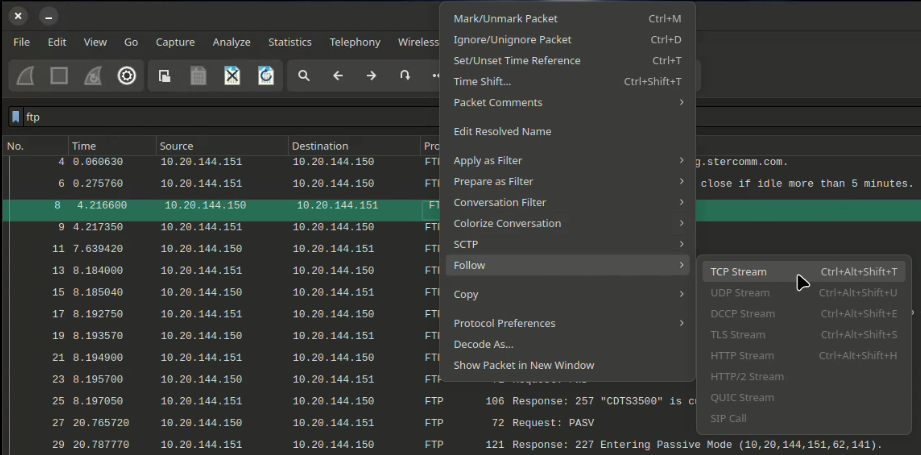 File Edit View Go Capture Analyze Statistics Telephony Wireless
ftp
No. Time Source Destination
4 0.060630 10.20.144.151 10.20.144.150 g.stercomm.com.
6 0.275760 10.20.144.151 10.20.144.150 close if idle more than 5 minutes.
8 4.216600 10.20.144.150 10.20.144.151
9 4.217350 10.20.144.151 10.20.144.150
11 7.639420 10.20.144.150 10.20.144.151
13 8.184000 10.20.144.151 10.20.144.150
15 8.185040 10.20.144.150 10.20.144.151
17 8.192750 10.20.144.151 10.20.144.150
19 8.193570 10.20.144.150 10.20.144.151
21 8.194900 10.20.144.151 10.20.144.150
23 8.195700 10.20.144.150 10.20.144.151
25 8.197050 10.20.144.151 10.20.144.150 FTP 106 Response: 257 "CDTS3500" is
27 20.765720 10.20.144.150 10.20.144.151 FTP 72 Request: PASV
29 20.787770 10.20.144.151 10.20.144.150 FTP 121 Response: 227 Entering Passive Mode (10,20,144,151,62,141).
Mark/Unmark Packet Ctrl+M
Ignore/Unignore Packet Ctrl+D
Set/Unset Time Reference Ctrl+T
Time Shift... Ctrl+Shift+T
Packet Comments
Edit Resolved Name
Apply as Filter
Prepare as Filter
Conversation Filter
Colorize Conversation
SCTP
Follow
Copy
Protocol Preferences
Decode As...
Show Packet in New Window
TCP Stream Ctrl+Alt+Shift+T
UDP Stream Ctrl+Alt+Shift+U
DCCP Stream Ctrl+Alt+Shift+E
TLS Stream Ctrl+Alt+Shift+S
HTTP Stream Ctrl+Alt+Shift+H
HTTP/2 Stream
QUIC Stream
SIP Call